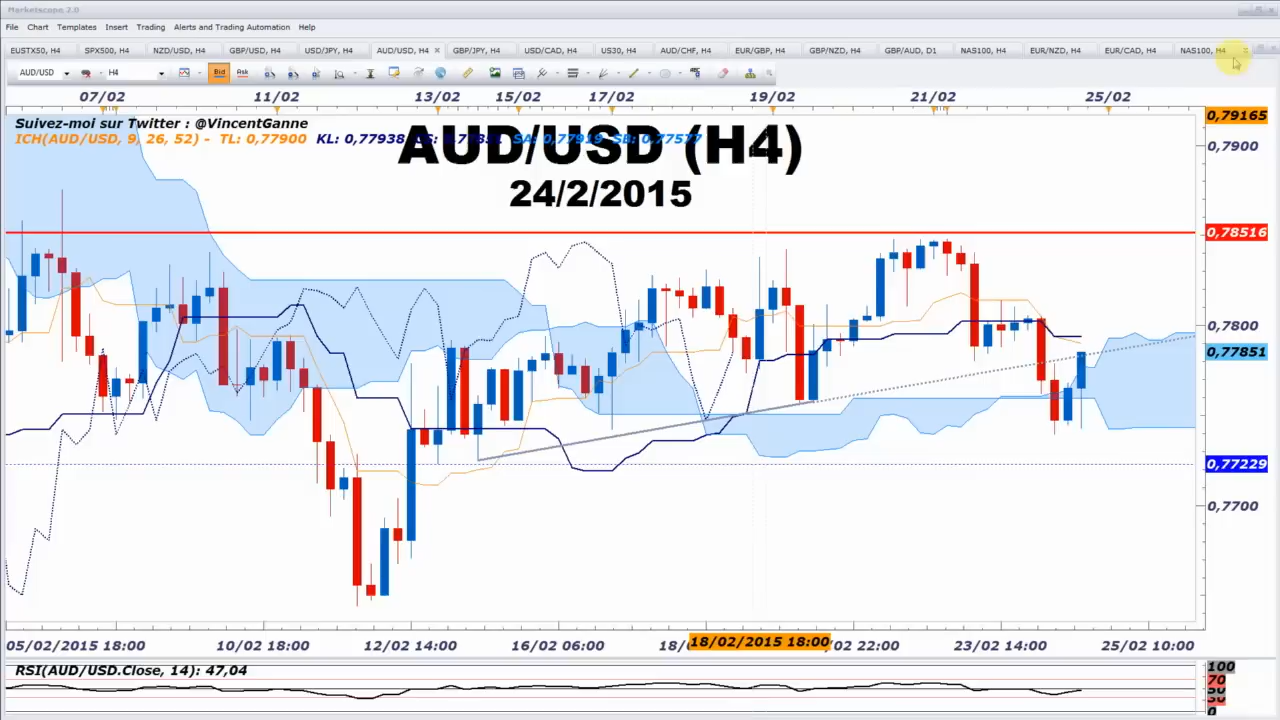 Marketscope 2.0
File Chart Templates Insert Trading Alerts and Trading Automation Help
EUSTX50, H4 SPX500, H4 NZD/USD, H4 GBP/USD, H4 USD/JPY, H4 AUD/USD, H4 GBP/JPY, H4 USD/CAD, H4 US30, H4 AUD/CHF, H4 EUR/GBP, H4 GBP/NZD, H4 GBP/AUD, D1 NAS100, H4 EUR/NZD, H4 EUR/CAD, H4 NAS100, H4
AUD/USD H4 Bid Rsk
07/02 11/02 13/02 15/02 17/02 19/02 21/02 25/02
Suivez-moi sur Twitter : @VincentGanne
ICH(AUD/USD, 9, 26, 52) - TL: 0,77900 KL: 0,77938
AUD/USD (H4)
24/2/2015
0,79165
0,7900
0,78516
0,7800
0,77851
0,77229
0,7700
05/02/2015 18:00 10/02 18:00 12/02 14:00 16/02 06:00 18/02/2015 18:00 /02 22:00 23/02 14:00 25/02 10:00
RSI(AUD/USD.Close, 14): 47,04
100
70
50
30
0